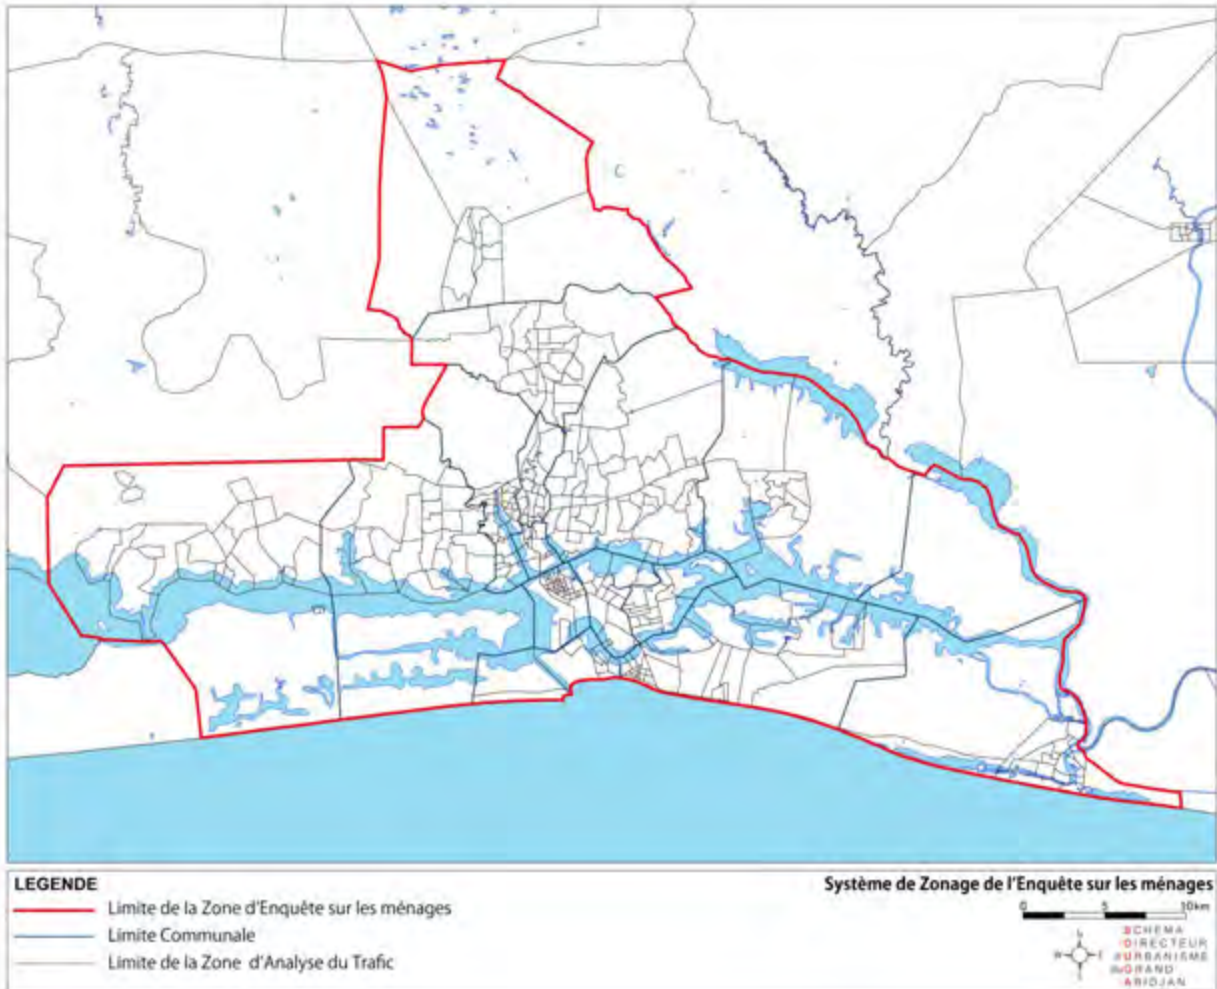 LEGENDE
Limite de la Zone d'Enquête sur les ménages
Limite Communale
Limite de la Zone d'Analyse du Trafic
Système de Zonage de l'Enquête sur les ménages
0 5 10km
N
W E
S
SCHEMA
DIRECTEUR
d'URBANISME
du GRAND
ABIDJAN